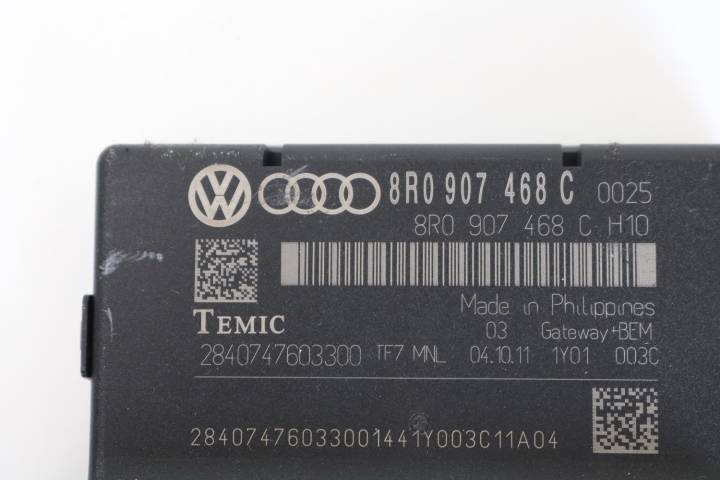 8R0 907 468 C 0025
8R0 907 468 C H10
Made in Philippines
TEMIC
03 Gateway+BEM
2840747603300 TF7 MNL 04.10.11 1Y01 003C
28407476033001441Y003C11A04